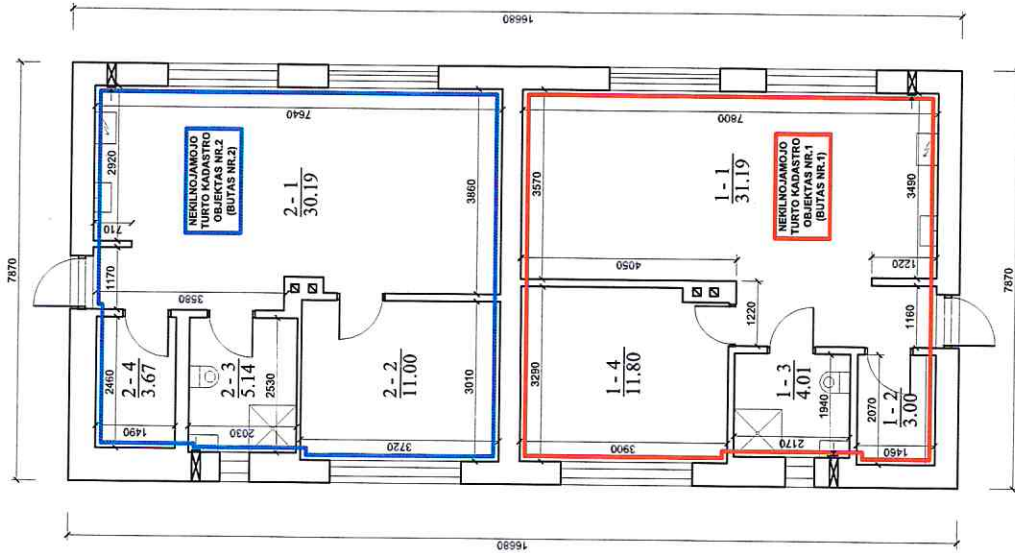 16680
7870
7640
2920
NEKILNOJAMOJO
TURTO KADASTRO
OBJEKTAS NR.2
(BUTAS NR.2)
2 - 1
30.19
3860
710
1170
3580
2460
2 - 4
3.67
1490
2 - 3
5.14
2530
2030
2 - 2
11.00
3010
3720
7800
3570
NEKILNOJAMOJO
TURTO KADASTRO
OBJEKTAS NR.1
(BUTAS NR.1)
1 - 1
31.19
3490
4050
1220
1220
1160
3290
1 - 4
11.80
3900
1 - 3
4.01
1940
2170
2070
1 - 2
3.00
1460
7870
16680